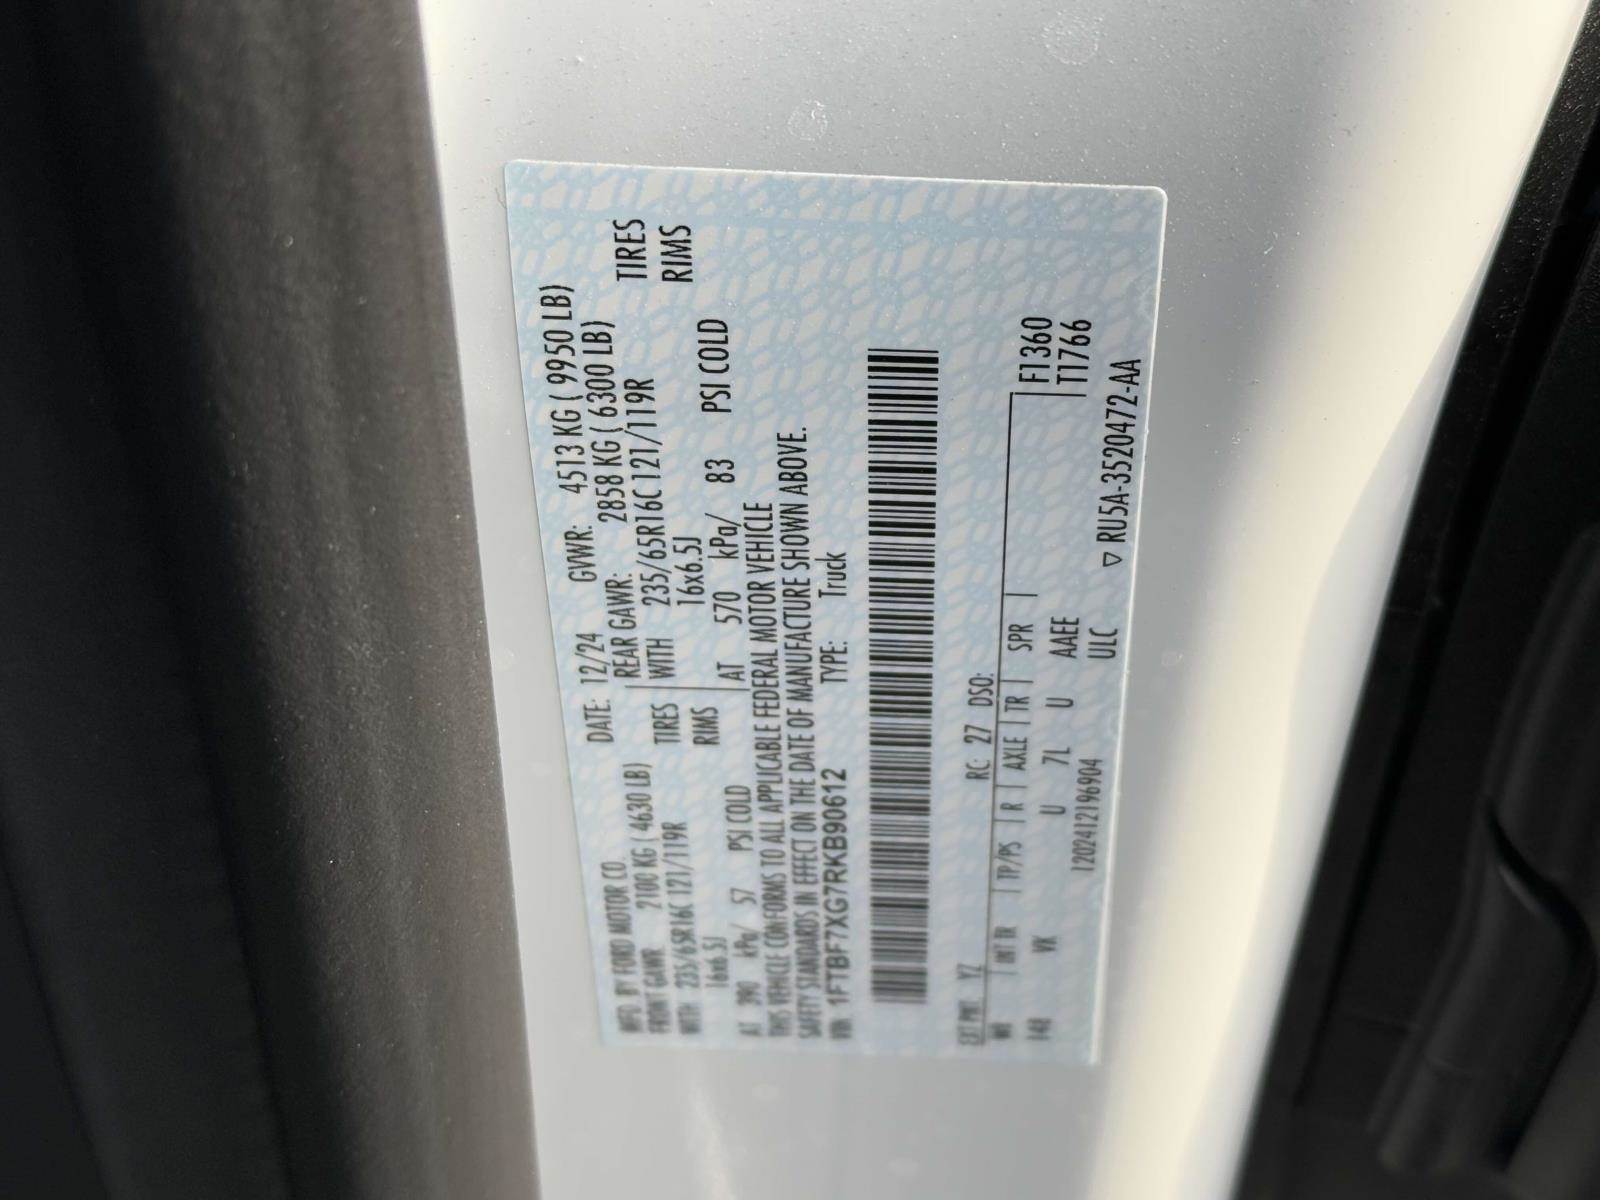 MFD. BY FORD MOTOR CO. DATE: 12/24 GVWR: 4513 KG ( 9950 LB)
FRONT GAWR: 2100 KG ( 4630 LB) REAR GAWR: 2858 KG ( 6300 LB)
WITH 235/65R16C 121/119R TIRES WITH 235/65R16C 121/119R TIRES
16x6.5J RIMS 16x6.5J RIMS
AT 390 kPa/ 57 PSI COLD AT 570 kPa/ 83 PSI COLD
THIS VEHICLE CONFORMS TO ALL APPLICABLE FEDERAL MOTOR VEHICLE
SAFETY STANDARDS IN EFFECT ON THE DATE OF MANUFACTURE SHOWN ABOVE.
VIN: 1FTBF7XG7RKB90612 TYPE: Truck
EXT PNT: YZ RC: 27 DSO:
WB INT TR TP/PS R AXLE TR SPR F1360
148 VK U 7L U AAEE T1766
12024121196904 ULC ▽ RU5A-3520472-AA